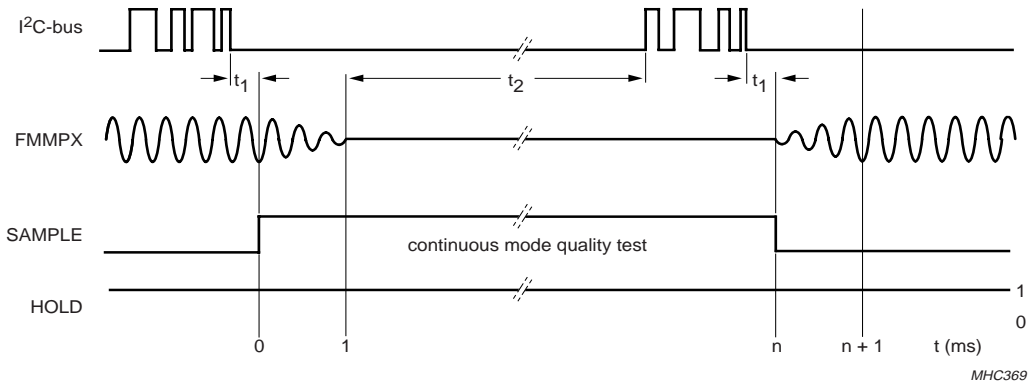 I²C-bus
t₁
t₂
t₁
FMMPX
SAMPLE
continuous mode quality test
HOLD
1
0
0
1
n
n + 1
t (ms)
MHC369